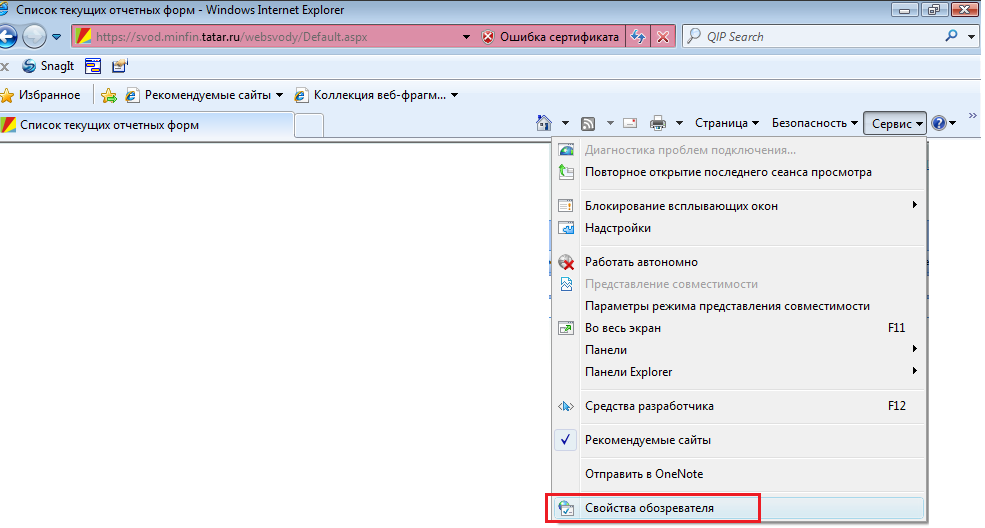 Список текущих отчетных форм - Windows Internet Explorer
https://svod.minfin.tatar.ru/websvody/Default.aspx Ошибка сертификата QIP Search
x SnagIt
Избранное Рекомендуемые сайты Коллекция веб-фрагм...
Список текущих отчетных форм Страница Безопасность Сервис »
Диагностика проблем подключения...
Повторное открытие последнего сеанса просмотра
Блокирование всплывающих окон
Надстройки
Работать автономно
Представление совместимости
Параметры режима представления совместимости
Во весь экран F11
Панели
Панели Explorer
Средства разработчика F12
Рекомендуемые сайты
Отправить в OneNote
Свойства обозревателя